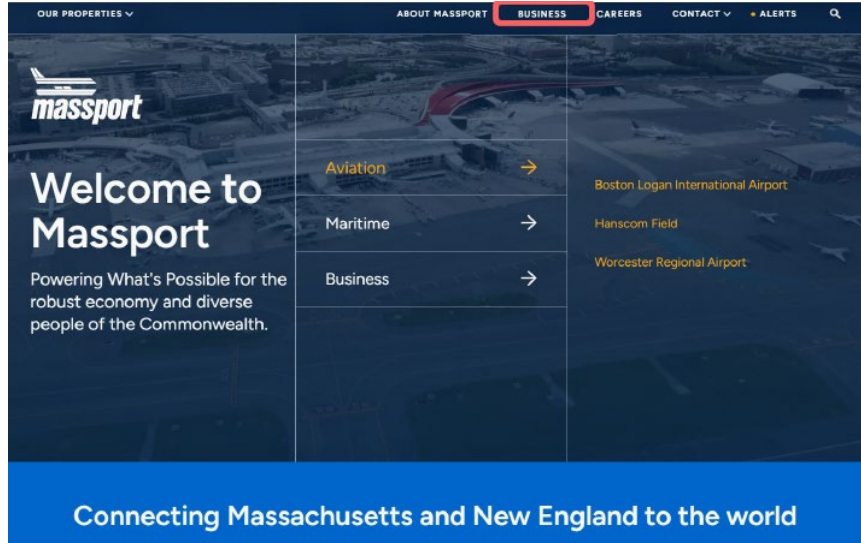 OUR PROPERTIES
ABOUT MASSPORT
BUSINESS
CAREERS
CONTACT
ALERTS
massport
Welcome to
Massport
Powering What's Possible for the
robust economy and diverse
people of the Commonwealth.
Aviation
Maritime
Business
Boston Logan International Airport
Hanscom Field
Worcester Regional Airport
Connecting Massachusetts and New England to the world